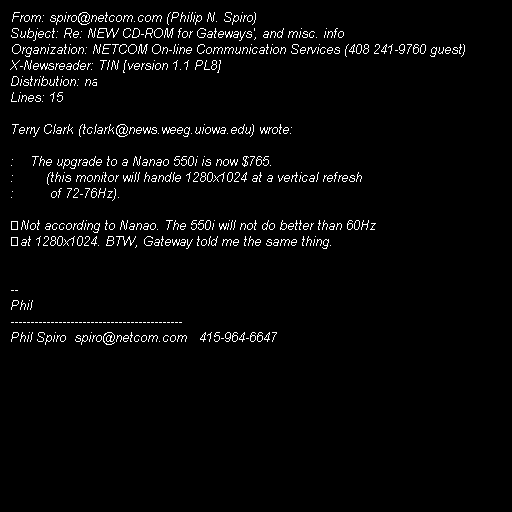 From: spiro@netcom.com (Philip N. Spiro)
Subject: Re: NEW CD-ROM for Gateways', and misc. info
Organization: NETCOM On-line Communication Services (408 241-9760 guest)
X-Newsreader: TIN [version 1.1 PL8]
Distribution: na
Lines: 15

Terry Clark (tclark@news.weeg.uiowa.edu) wrote:

:     The upgrade to a Nanao 550i is now $765.
:         (this monitor will handle 1280x1024 at a vertical refresh
:          of 72-76Hz).

Not according to Nanao. The 550i will not do better than 60Hz
at 1280x1024. BTW, Gateway told me the same thing.

--
Phil
-------------------------------------------
Phil Spiro  spiro@netcom.com   415-964-6647